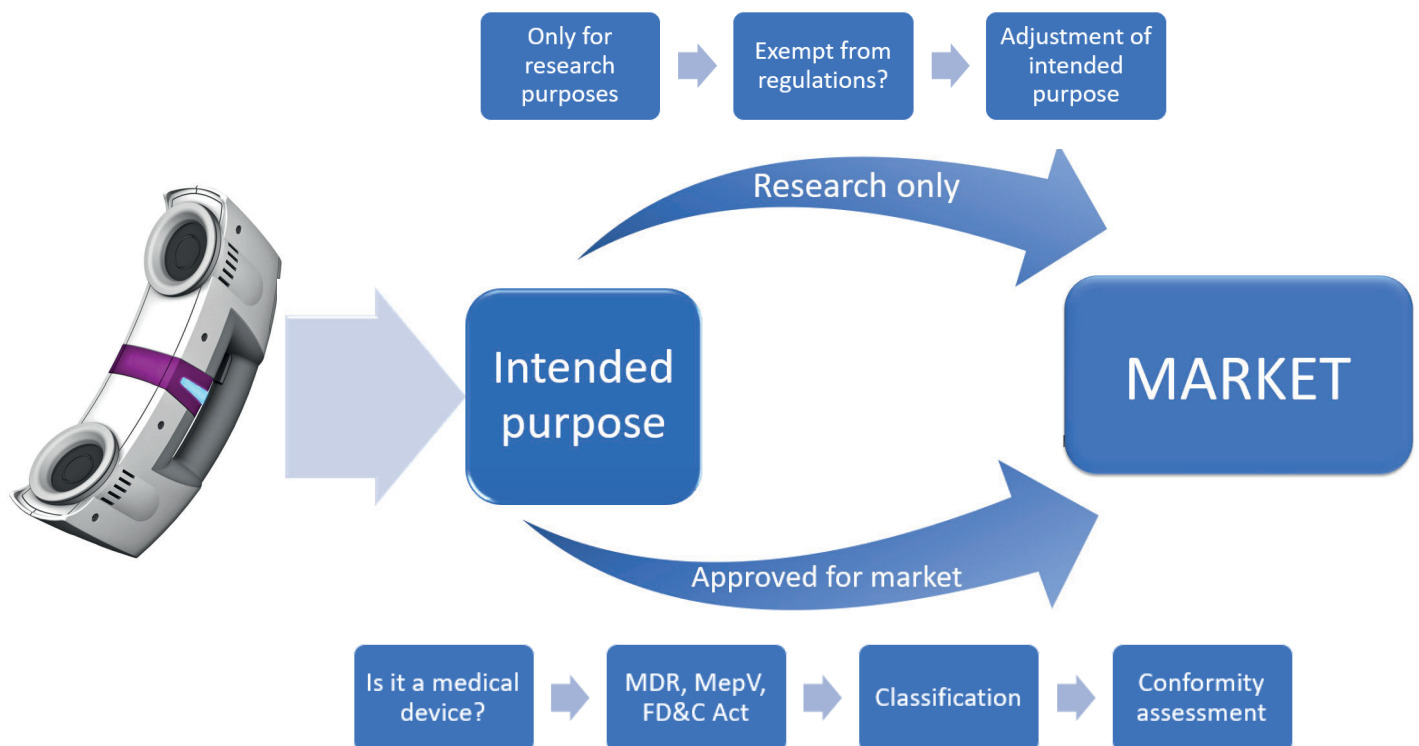 Only for
research
purposes
Exempt from
regulations?
Adjustment of
intended
purpose
Research only
Intended
purpose
MARKET
Approved for market
Is it a medical
device?
MDR, MepV,
FD&C Act
Classification
Conformity
assessment